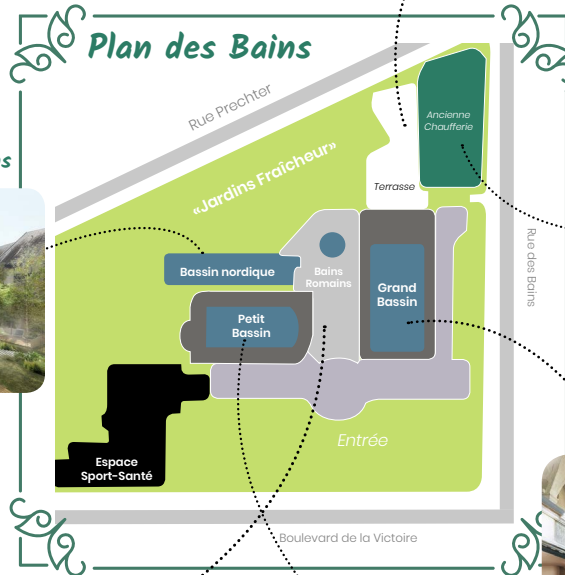 Plan des Bains
Rue Prechter
Ancienne
Chaufferie
«Jardins Fraîcheur»
Terrasse
Rue des Bains
Bassin nordique
Bains
Romains
Grand
Bassin
Petit
Bassin
Entrée
Espace
Sport-Santé
Boulevard de la Victoire